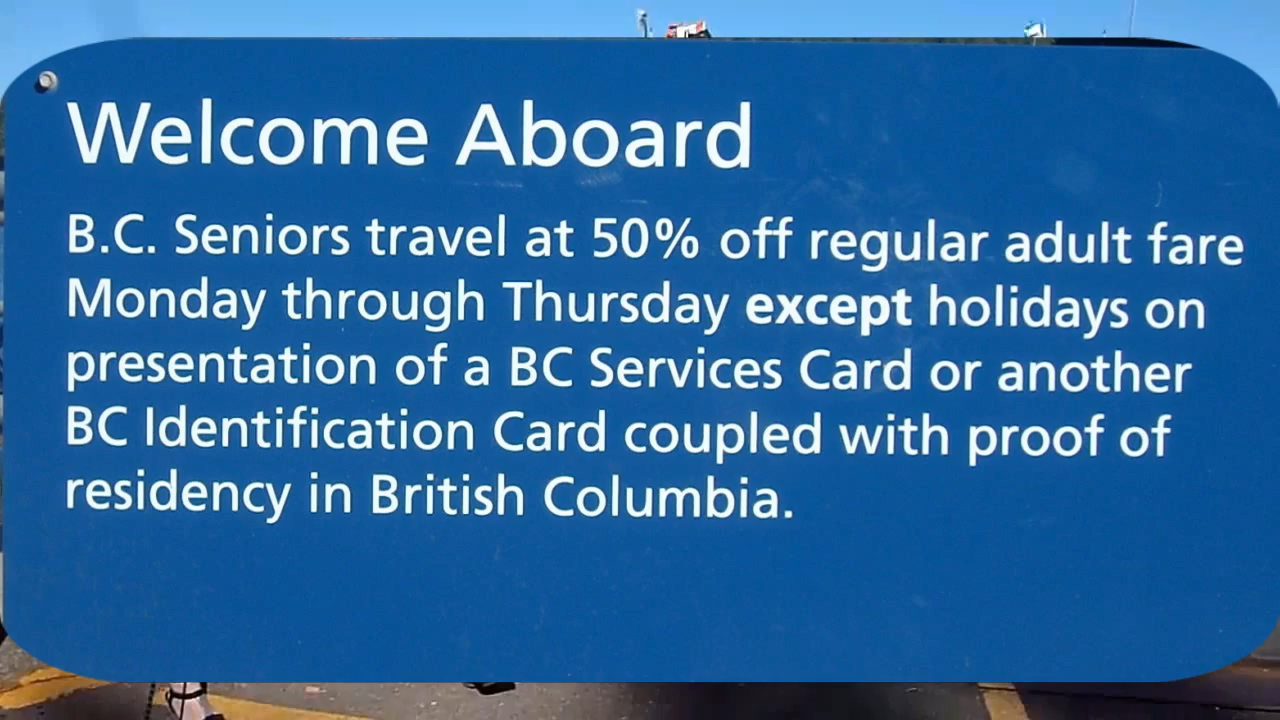 Welcome Aboard
B.C. Seniors travel at 50% off regular adult fare
Monday through Thursday except holidays on
presentation of a BC Services Card or another
BC Identification Card coupled with proof of
residency in British Columbia.